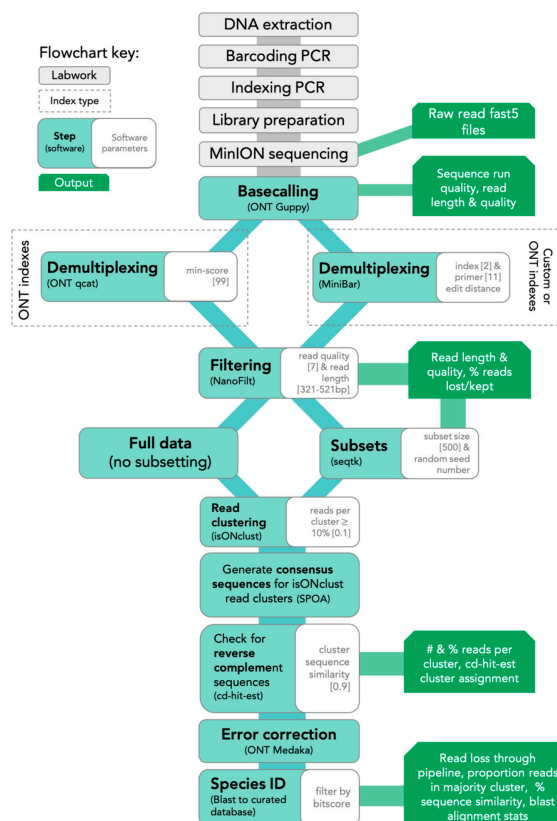 DNA extraction
Flowchart key:
Labwork
Index type
Step
(software)
Software
parameters
Output
Barcoding PCR
Indexing PCR
Library preparation
MinION sequencing
Raw read fast5
files
Basecalling
(ONT Guppy)
Sequence run
quality, read
length & quality
ONT indexes
Demultiplexing
(ONT qcat)
min-score
[99]
Demultiplexing
(MiniBar)
index [2] &
primer [11]
edit distance
Custom or
ONT indexes
Filtering
(NanoFilt)
read quality
[7] & read
length
[321-521bp]
Read length &
quality, % reads
lost/kept
Full data
(no subsetting)
Subsets
(seqtk)
subset size
[500] &
random seed
number
Read
clustering
(isONclust)
reads per
cluster ≥
10% [0.1]
Generate consensus
sequences for isONclust
read clusters (SPOA)
Check for
reverse
complement
sequences
(cd-hit-est)
cluster
sequence
similarity
[0.9]
# & % reads per
cluster, cd-hit-est
cluster assignment
Error correction
(ONT Medaka)
Species ID
(Blast to curated
database)
filter by
bitscore
Read loss through
pipeline, proportion reads
in majority cluster, %
sequence similarity, blast
alignment stats